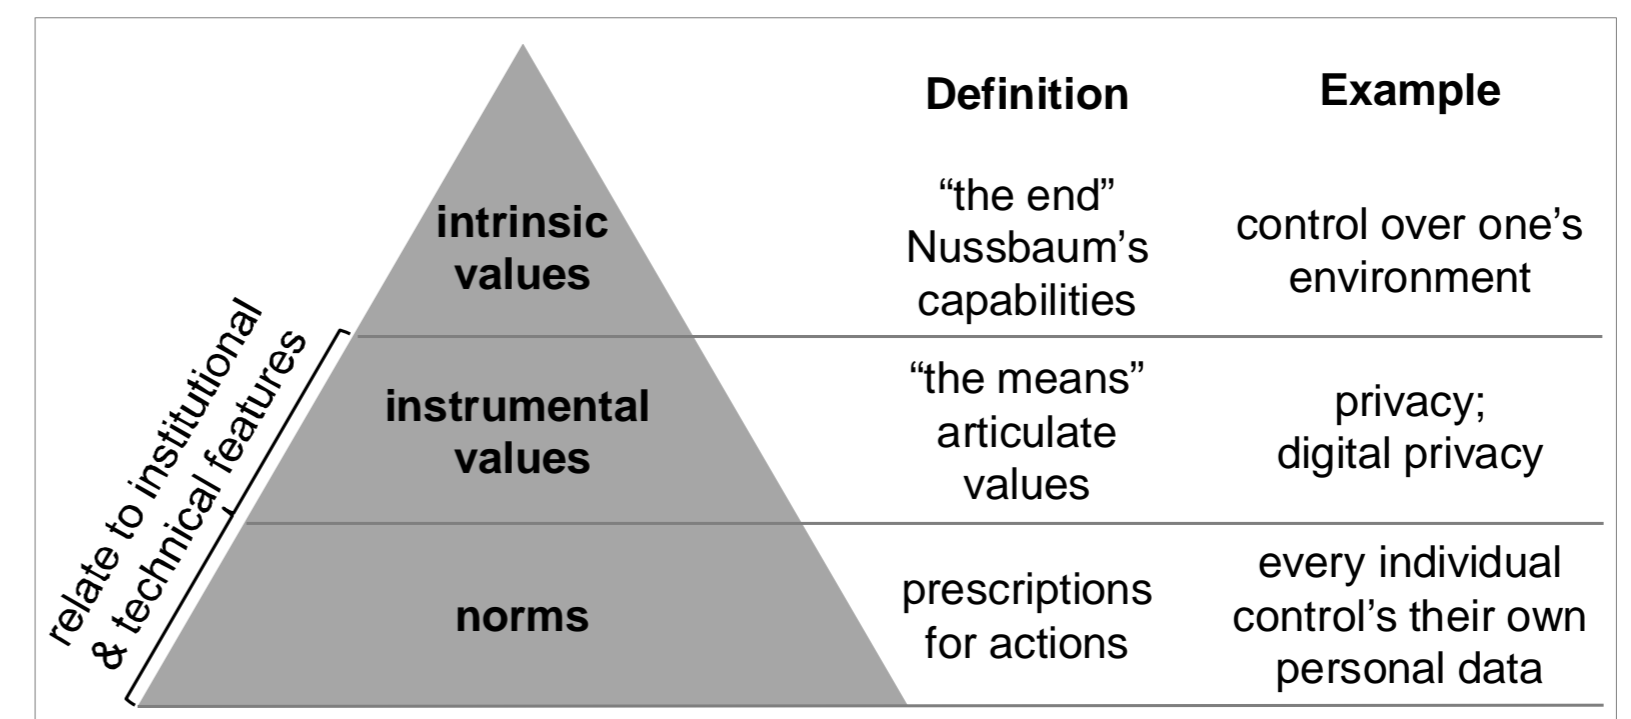 Definition
Example
intrinsic
values
“the end”
Nussbaum’s
capabilities
control over one’s
environment
instrumental
values
“the means”
articulate
values
privacy;
digital privacy
norms
prescriptions
for actions
every individual
control’s their own
personal data
relate to institutional
& technical features